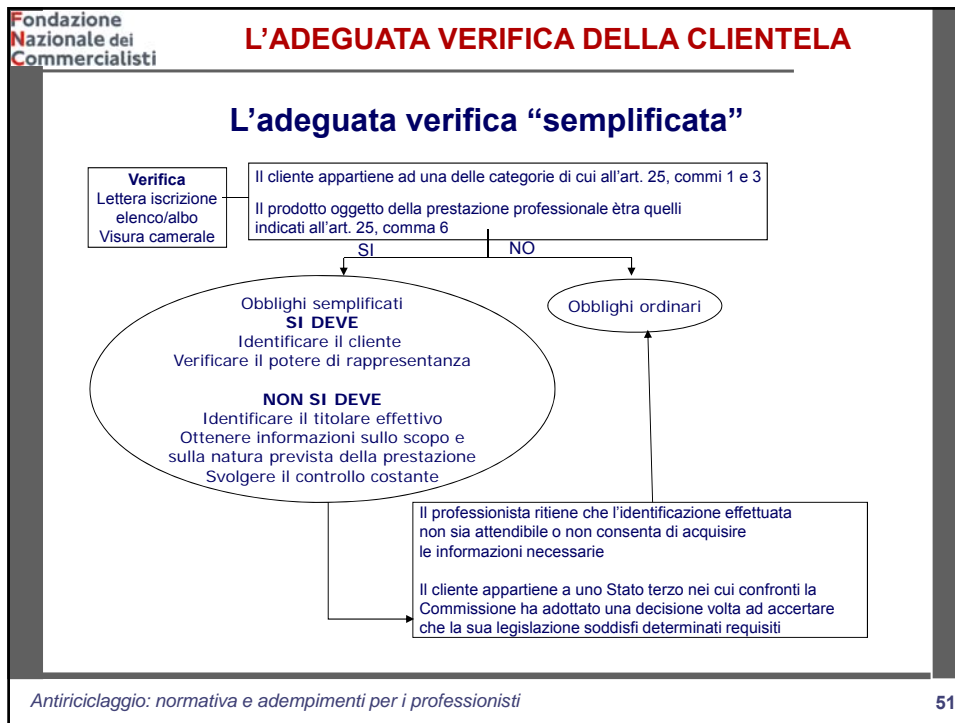 Fondazione
Nazionale dei
Commercialisti
L'ADEGUATA VERIFICA DELLA CLIENTELA
L'adeguata verifica “semplificata”
Verifica
Lettera iscrizione
elenco/albo
Visura camerale
Il cliente appartiene ad una delle categorie di cui all'art. 25, commi 1 e 3
Il prodotto oggetto della prestazione professionale ètra quelli
indicati all'art. 25, comma 6
SI
NO
Obblighi semplificati
SI DEVE
Identificare il cliente
Verificare il potere di rappresentanza
NON SI DEVE
Identificare il titolare effettivo
Ottenere informazioni sullo scopo e
sulla natura prevista della prestazione
Svolgere il controllo costante
Obblighi ordinari
Il professionista ritiene che l'identificazione effettuata
non sia attendibile o non consenta di acquisire
le informazioni necessarie
Il cliente appartiene a uno Stato terzo nei cui confronti la
Commissione ha adottato una decisione volta ad accertare
che la sua legislazione soddisfi determinati requisiti
Antiriciclaggio: normativa e adempimenti per i professionisti
51